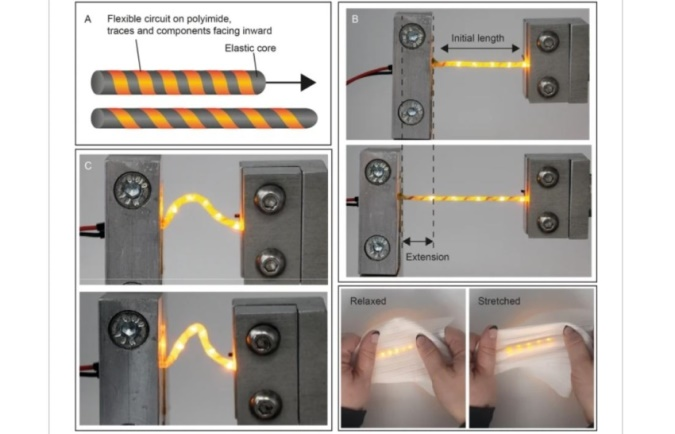 A
Flexible circuit on polyimide,
traces and components facing inward
Elastic core
B
Initial length
Extension
C
Relaxed
Stretched